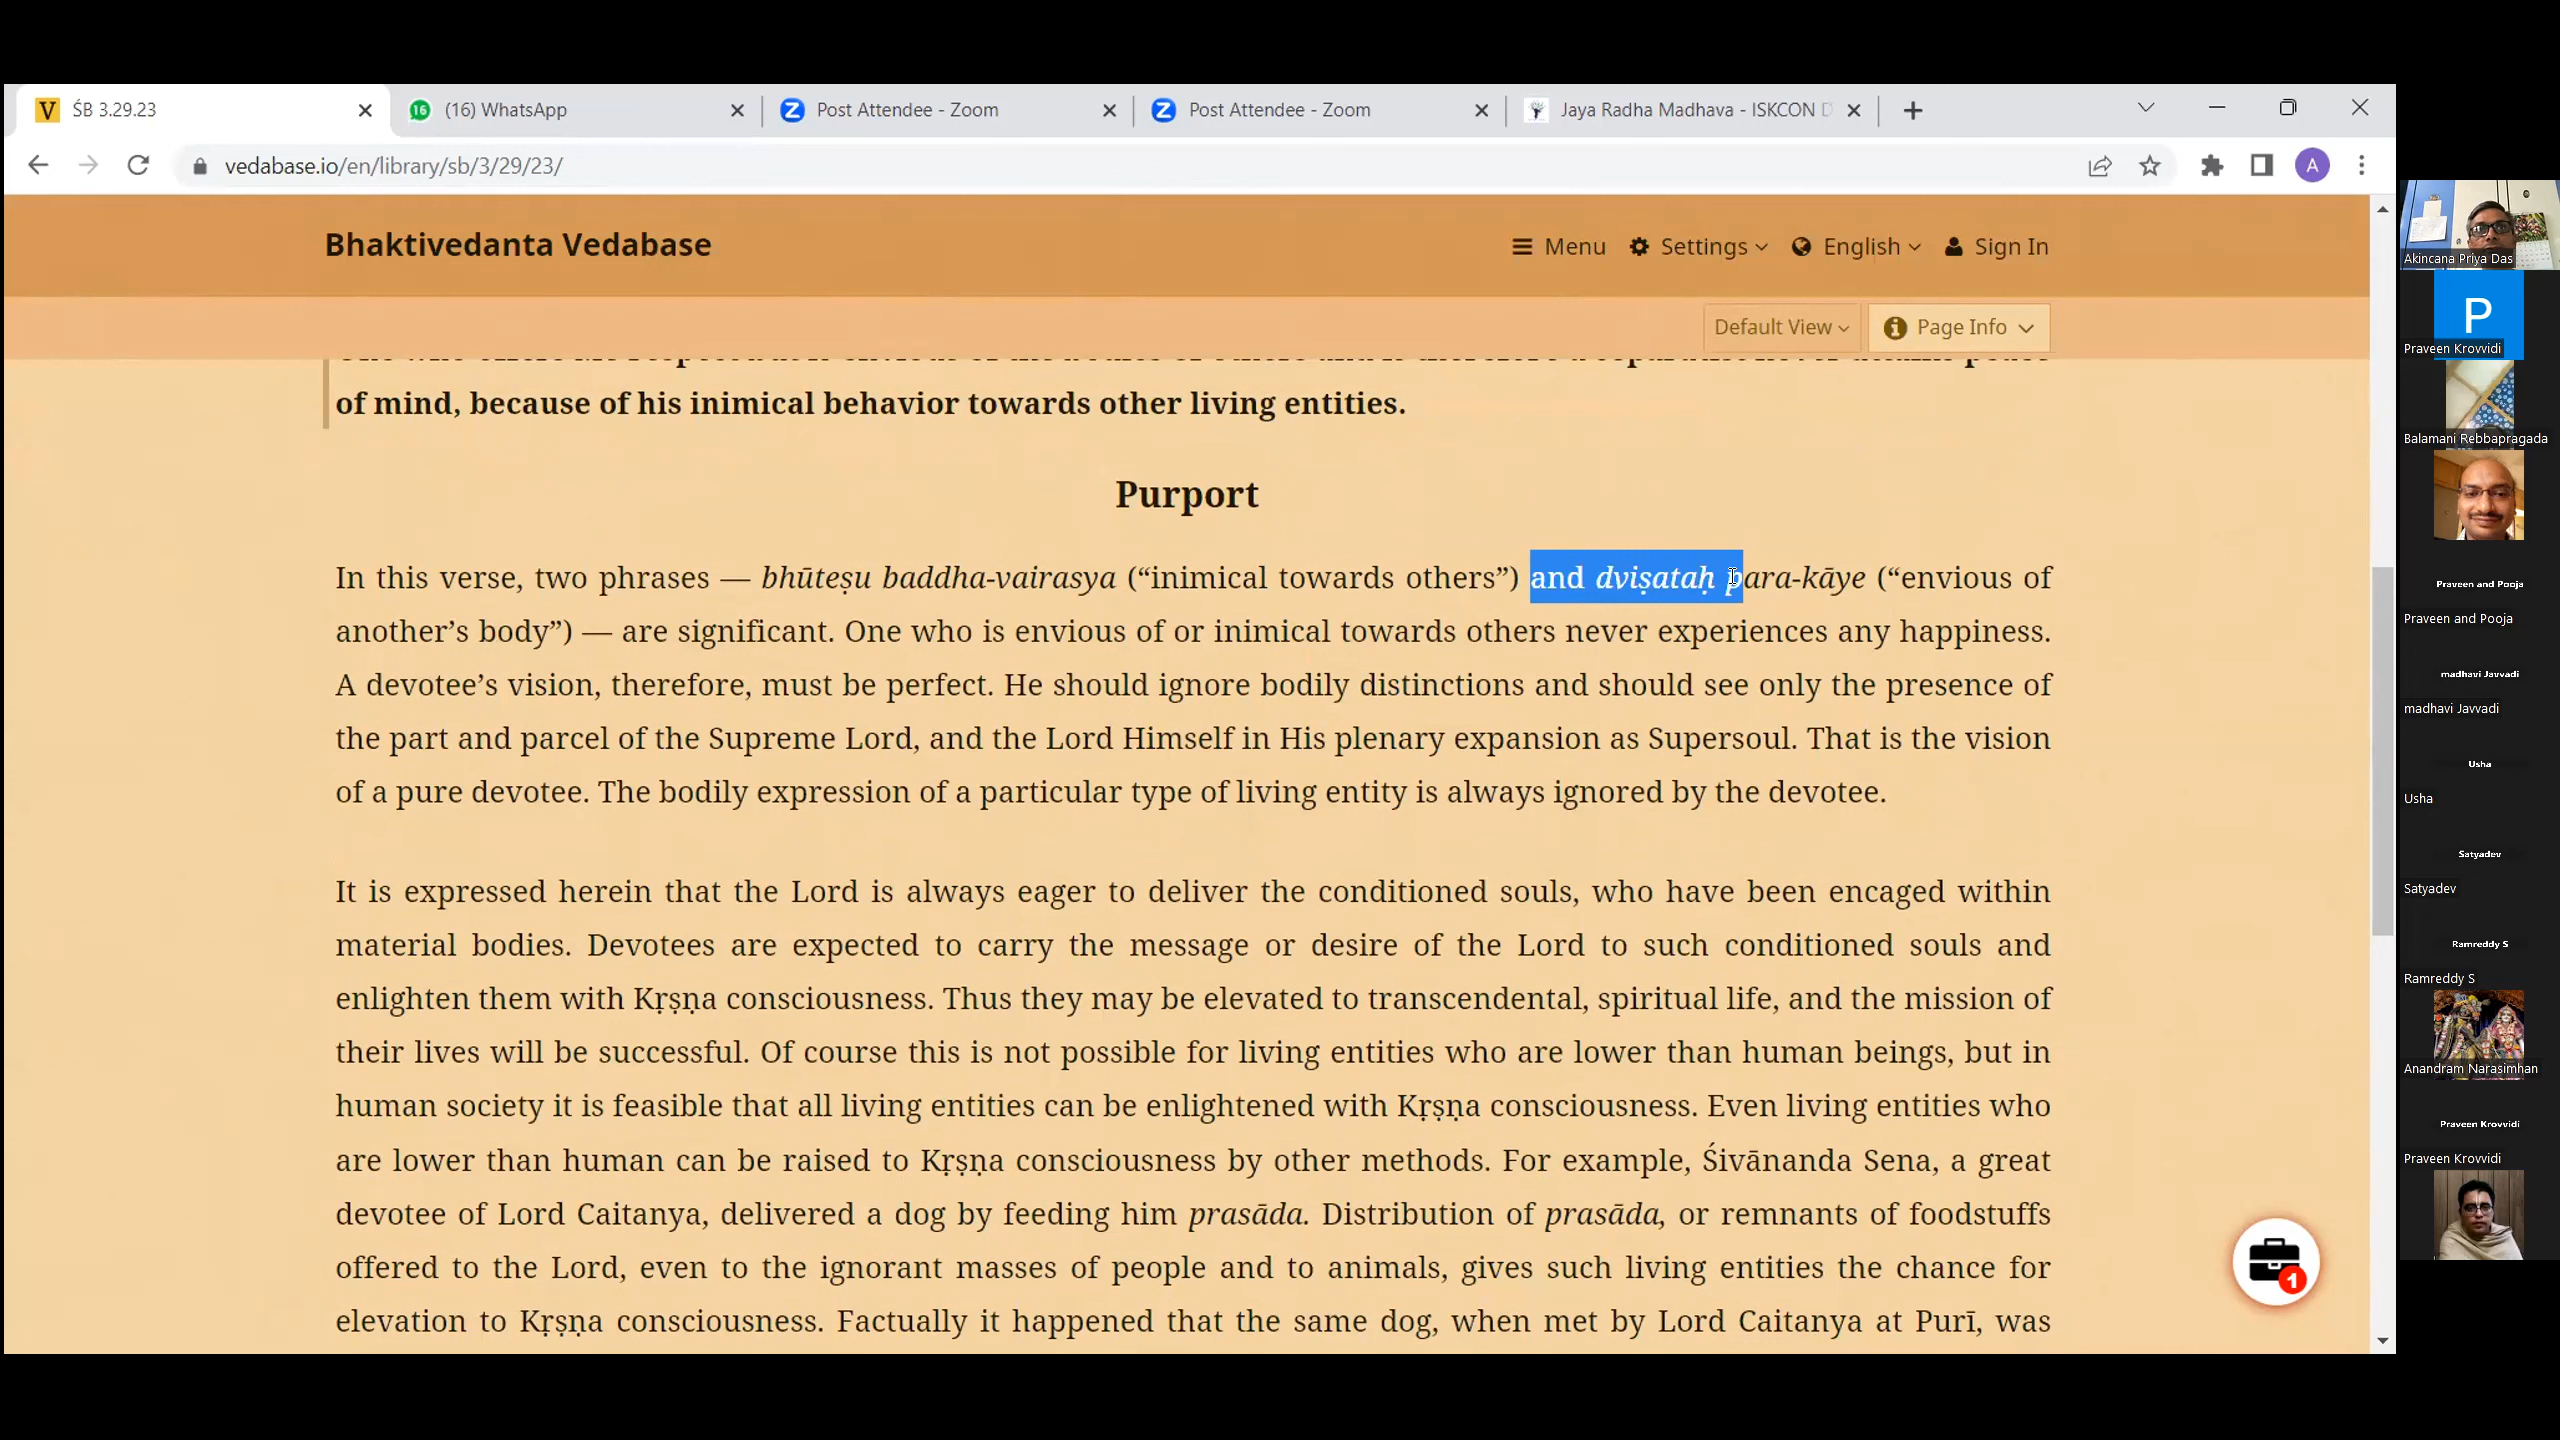 ŚB 3.29.23
(16) WhatsApp
Post Attendee - Zoom
Post Attendee - Zoom
Jaya Radha Madhava - ISKCON D
vedabase.io/en/library/sb/3/29/23/
A
Bhaktivedanta Vedabase
Menu
Settings
English
Sign In
Default View
Page Info
of mind, because of his inimical behavior towards other living entities.
Purport
In this verse, two phrases — bhūteṣu baddha-vairasya (“inimical towards others”) and dviṣataḥ para-kāye (“envious of
another’s body”) — are significant. One who is envious of or inimical towards others never experiences any happiness.
A devotee’s vision, therefore, must be perfect. He should ignore bodily distinctions and should see only the presence of
the part and parcel of the Supreme Lord, and the Lord Himself in His plenary expansion as Supersoul. That is the vision
of a pure devotee. The bodily expression of a particular type of living entity is always ignored by the devotee.
It is expressed herein that the Lord is always eager to deliver the conditioned souls, who have been encaged within
material bodies. Devotees are expected to carry the message or desire of the Lord to such conditioned souls and
enlighten them with Kṛṣṇa consciousness. Thus they may be elevated to transcendental, spiritual life, and the mission of
their lives will be successful. Of course this is not possible for living entities who are lower than human beings, but in
human society it is feasible that all living entities can be enlightened with Kṛṣṇa consciousness. Even living entities who
are lower than human can be raised to Kṛṣṇa consciousness by other methods. For example, Śivānanda Sena, a great
devotee of Lord Caitanya, delivered a dog by feeding him prasāda. Distribution of prasāda, or remnants of foodstuffs
offered to the Lord, even to the ignorant masses of people and to animals, gives such living entities the chance for
elevation to Kṛṣṇa consciousness. Factually it happened that the same dog, when met by Lord Caitanya at Purī, was
1
Akincana Priya Das
P
Praveen Krovvidi
Balamani Rebbapragada
Praveen and Pooja
Praveen and Pooja
madhavi Javvadi
madhavi Javvadi
Usha
Usha
Satyadev
Satyadev
Ramreddy S
Ramreddy S
Anandram Narasimhan
Praveen Krovvidi
Praveen Krovvidi